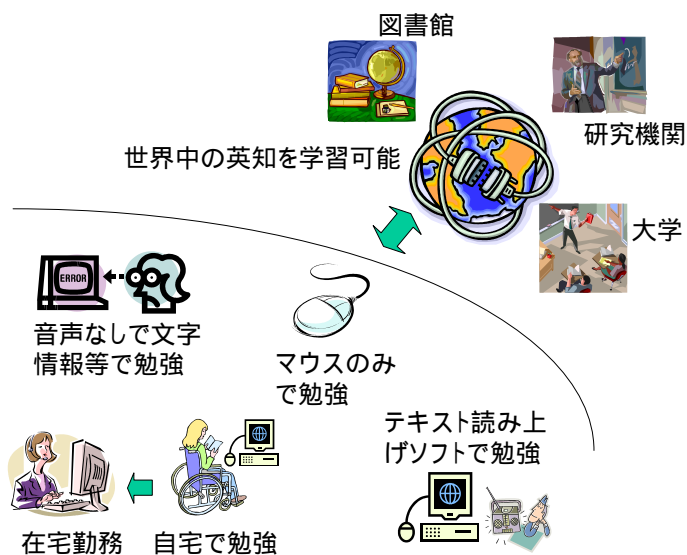 図書館
研究機関
世界中の英知を学習可能
大学
ERROR
音声なしで文字
情報等で勉強
マウスのみ
で勉強
テキスト読み上
げソフトで勉強
在宅勤務
自宅で勉強